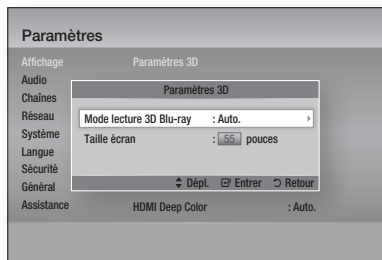 Paramètres
Affichage
Paramètres 3D
Audio
Chaînes
Réseau
Système
Langue
Sécurité
Général
Assistance
Paramètres 3D
Mode lecture 3D Blu-ray : Auto.
Taille écran : 55 pouces
Dépl. Entrer Retour
HDMI Deep Color : Auto.